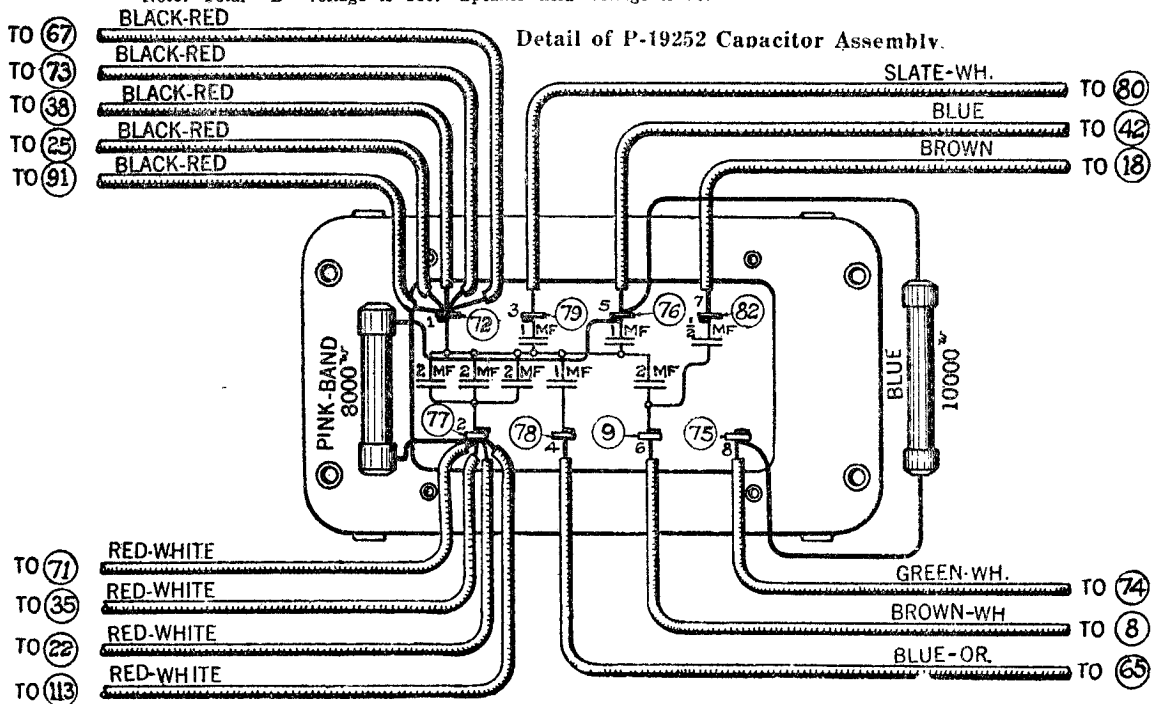 Detail of P-19252 Capacitor Assembly.
TO 67 BLACK-RED
TO 73 BLACK-RED
TO 38 BLACK-RED
TO 25 BLACK-RED
TO 91 BLACK-RED
SLATE-WH. TO 80
BLUE TO 42
BROWN TO 18
1 72 3 79 5 76 7 82
1 MF 1 MF 1/2 MF
2 MF 2 MF 2 MF 1 MF 2 MF
77 2 78 4 9 6 75 8
PINK-BAND
8000~
BLUE
10000~
TO 71 RED-WHITE
TO 35 RED-WHITE
TO 22 RED-WHITE
TO 113 RED-WHITE
GREEN-WH. TO 74
BROWN-WH TO 8
BLUE-OR. TO 65